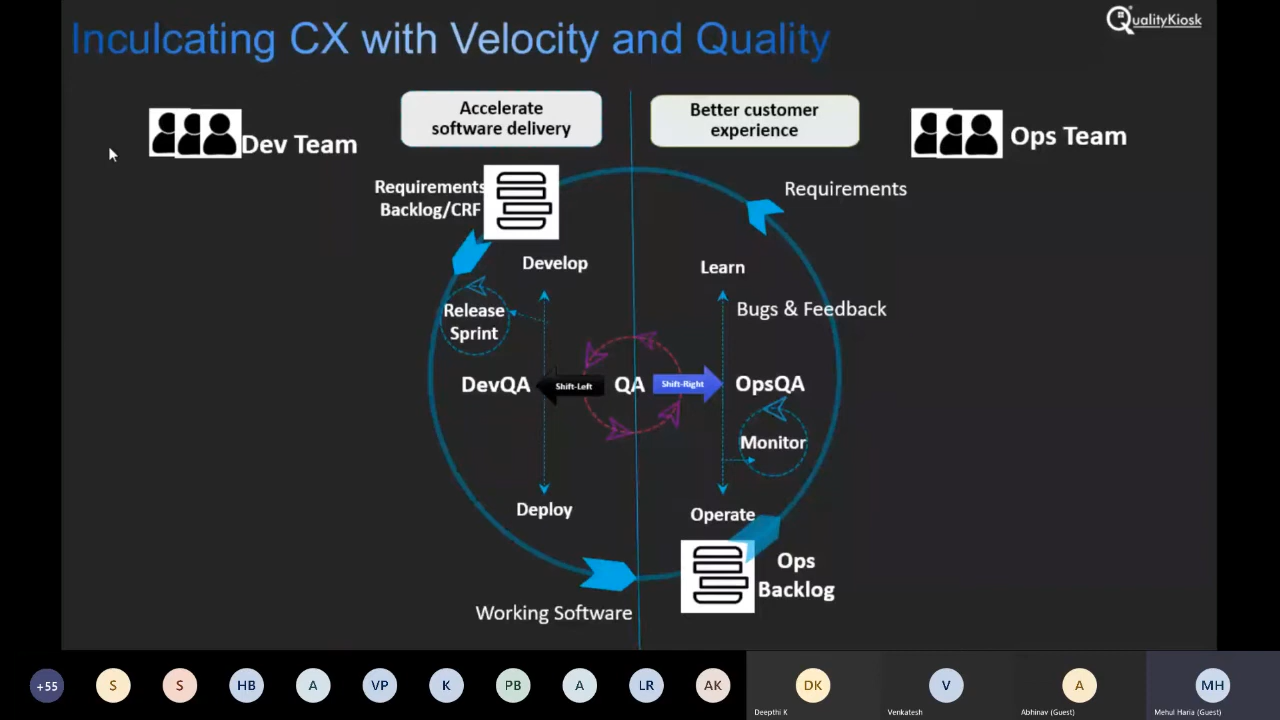 Inculcating CX with Velocity and Quality
QualityKiosk
Accelerate
software delivery
Better customer
experience
Dev Team
Ops Team
Requirements
Backlog/CRF
Requirements
Develop
Learn
Release
Sprint
Bugs & Feedback
DevQA
Shift-Left
QA
Shift-Right
OpsQA
Monitor
Deploy
Operate
Ops
Backlog
Working Software
+55
S
S
HB
A
VP
K
PB
A
LR
AK
DK
V
A
MH
Deepthi K
Venkatesh
Abhinav (Guest)
Mehul Haria (Guest)